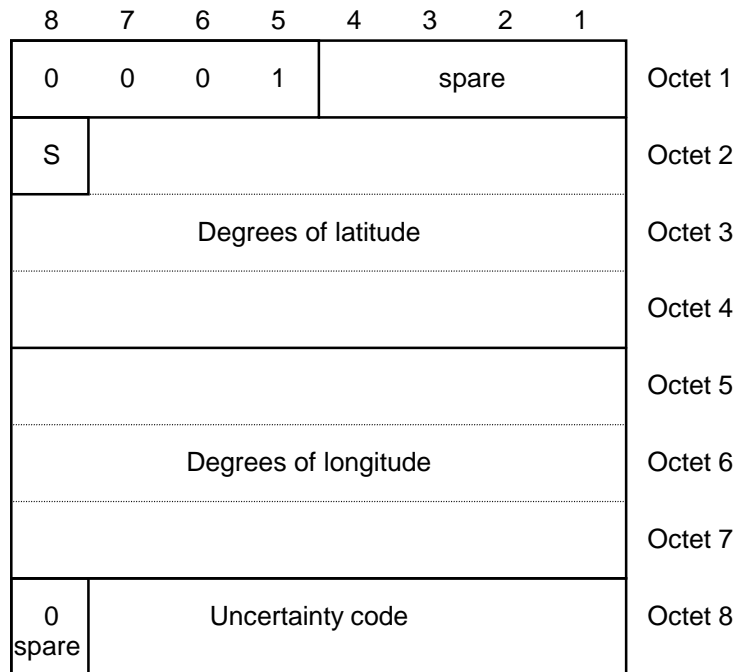 8 7 6 5 4 3 2 1
0 0 0 1 spare Octet 1
S Octet 2
Degrees of latitude Octet 3
Octet 4
Octet 5
Degrees of longitude Octet 6
Octet 7
0 Uncertainty code Octet 8
spare